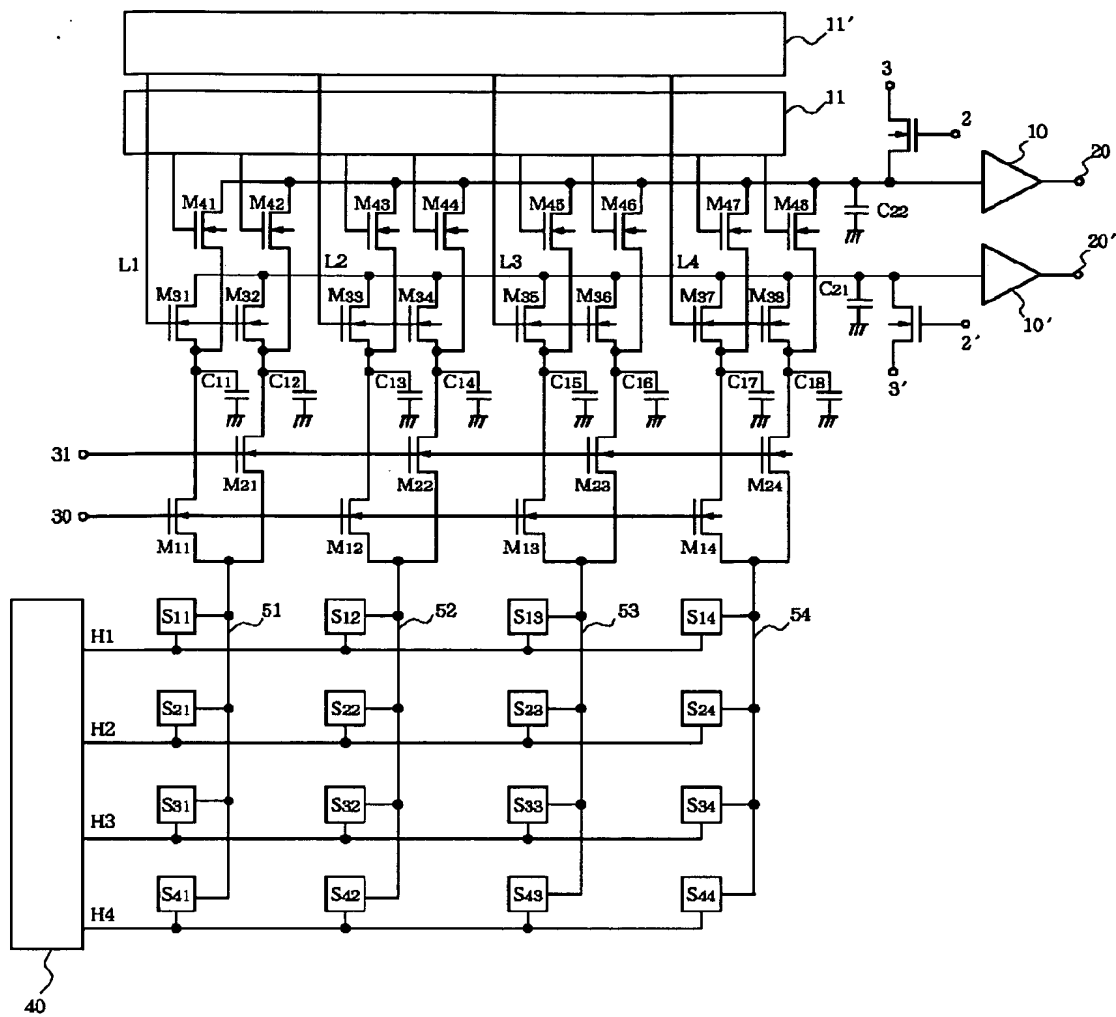 11'
3
11
2
10
20
M41 M42 M43 M44 M45 M46 M47 M48
C22
20'
L1 L2 L3 L4
M31 M32 M33 M34 M35 M36 M37 M38
C21
10'
2'
3'
C11 C12 C13 C14 C15 C16 C17 C18
31
M21 M22 M23 M24
30
M11 M12 M13 M14
S11 51 S12 52 S13 53 S14 54
H1
S21 S22 S23 S24
H2
S31 S32 S33 S34
H3
S41 S42 S43 S44
H4
40